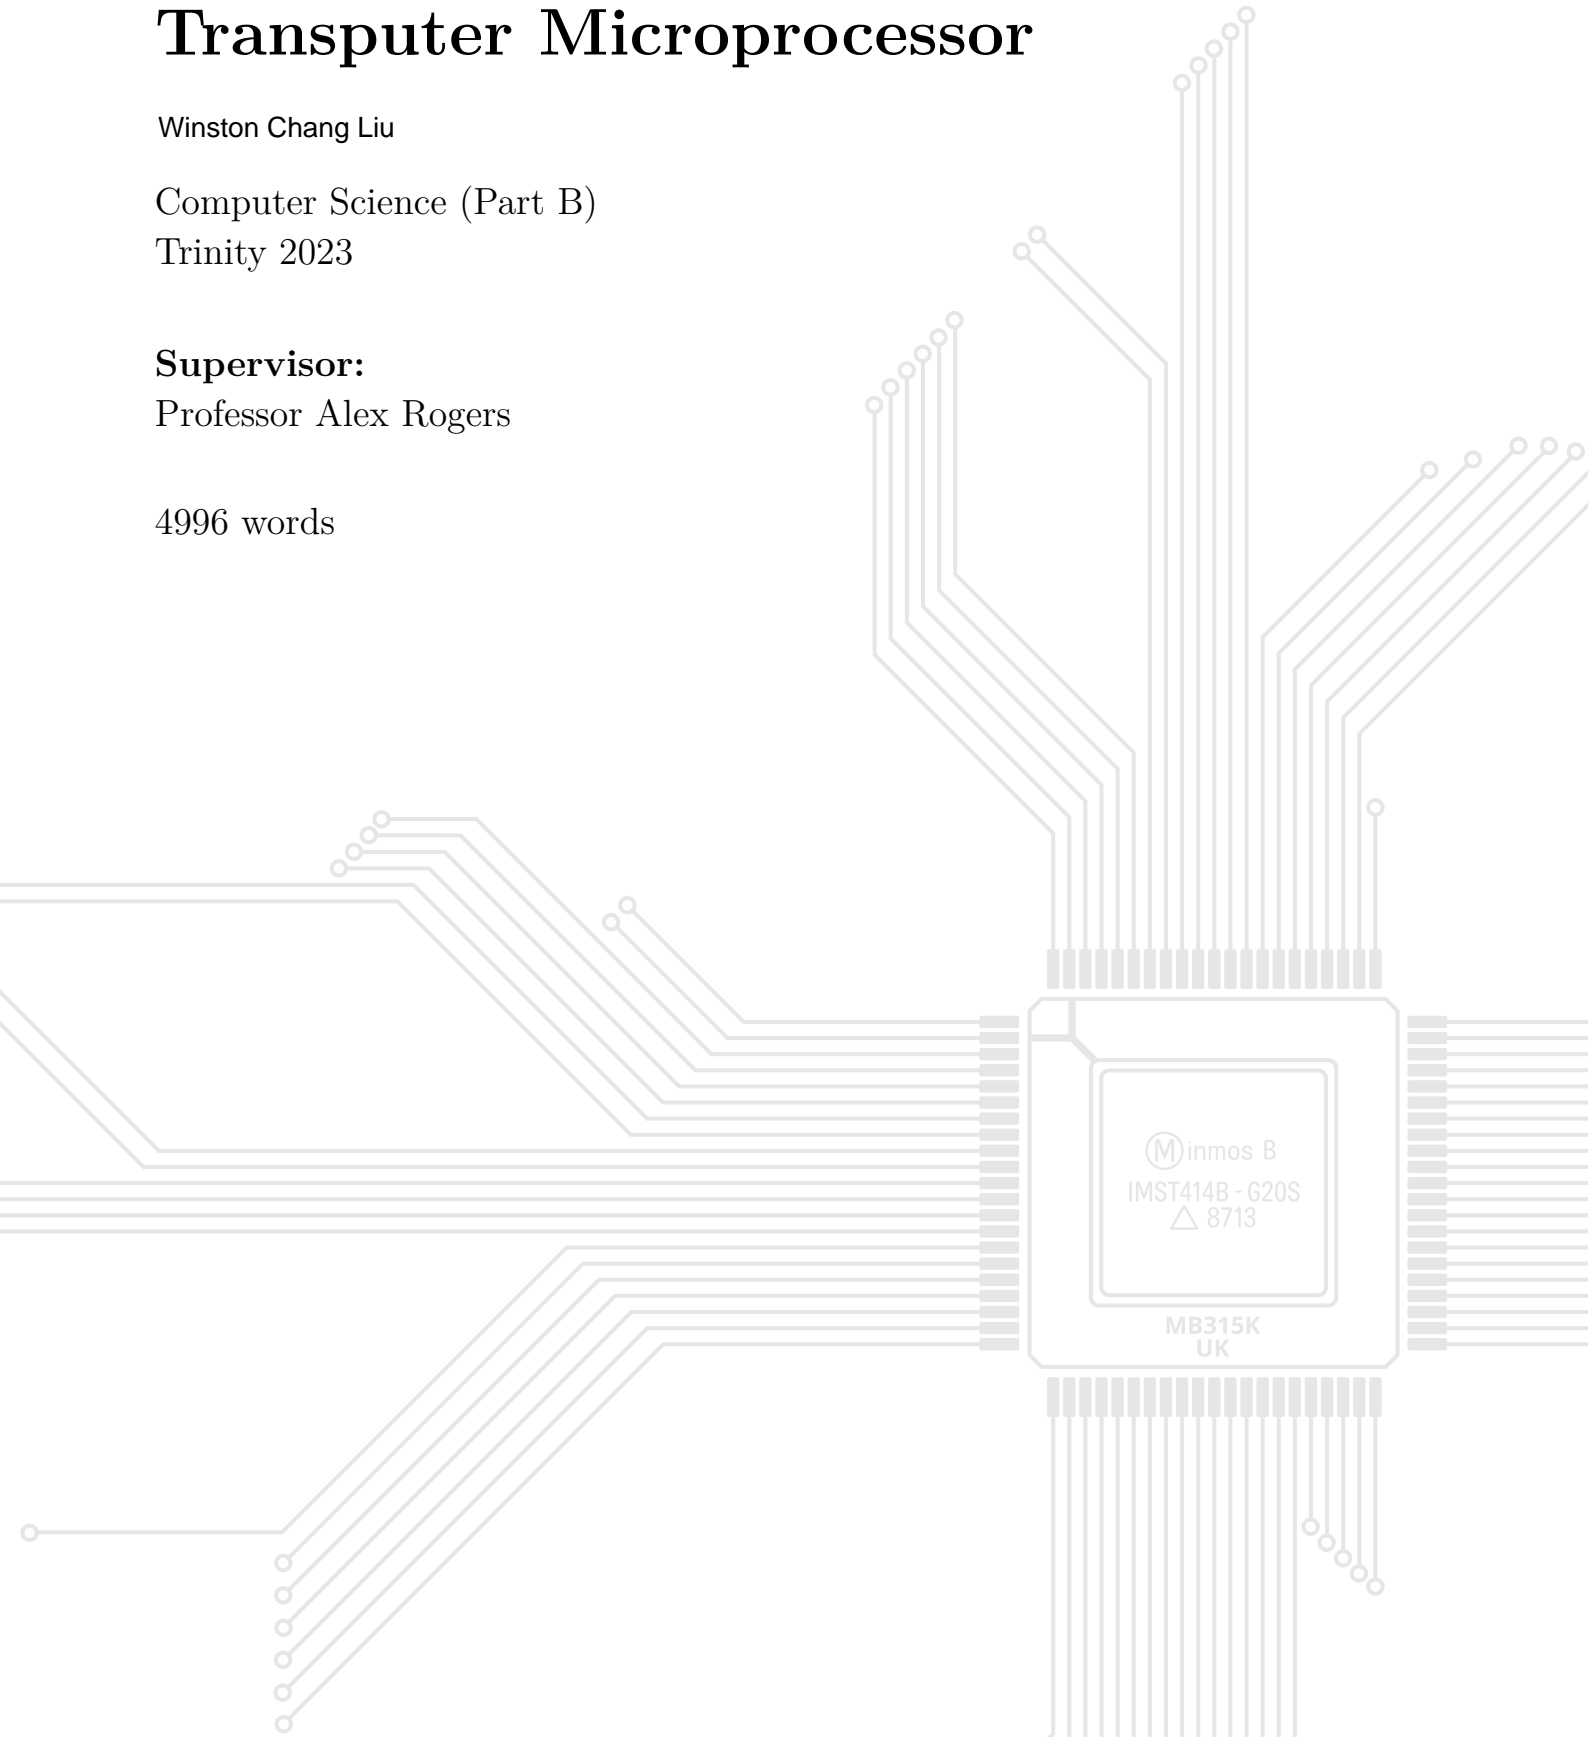 Transputer Microprocessor
Winston Chang Liu
Computer Science (Part B)
Trinity 2023
Supervisor:
Professor Alex Rogers
4996 words
M inmos B
IMST414B - G20S
△ 8713
MB315K
UK